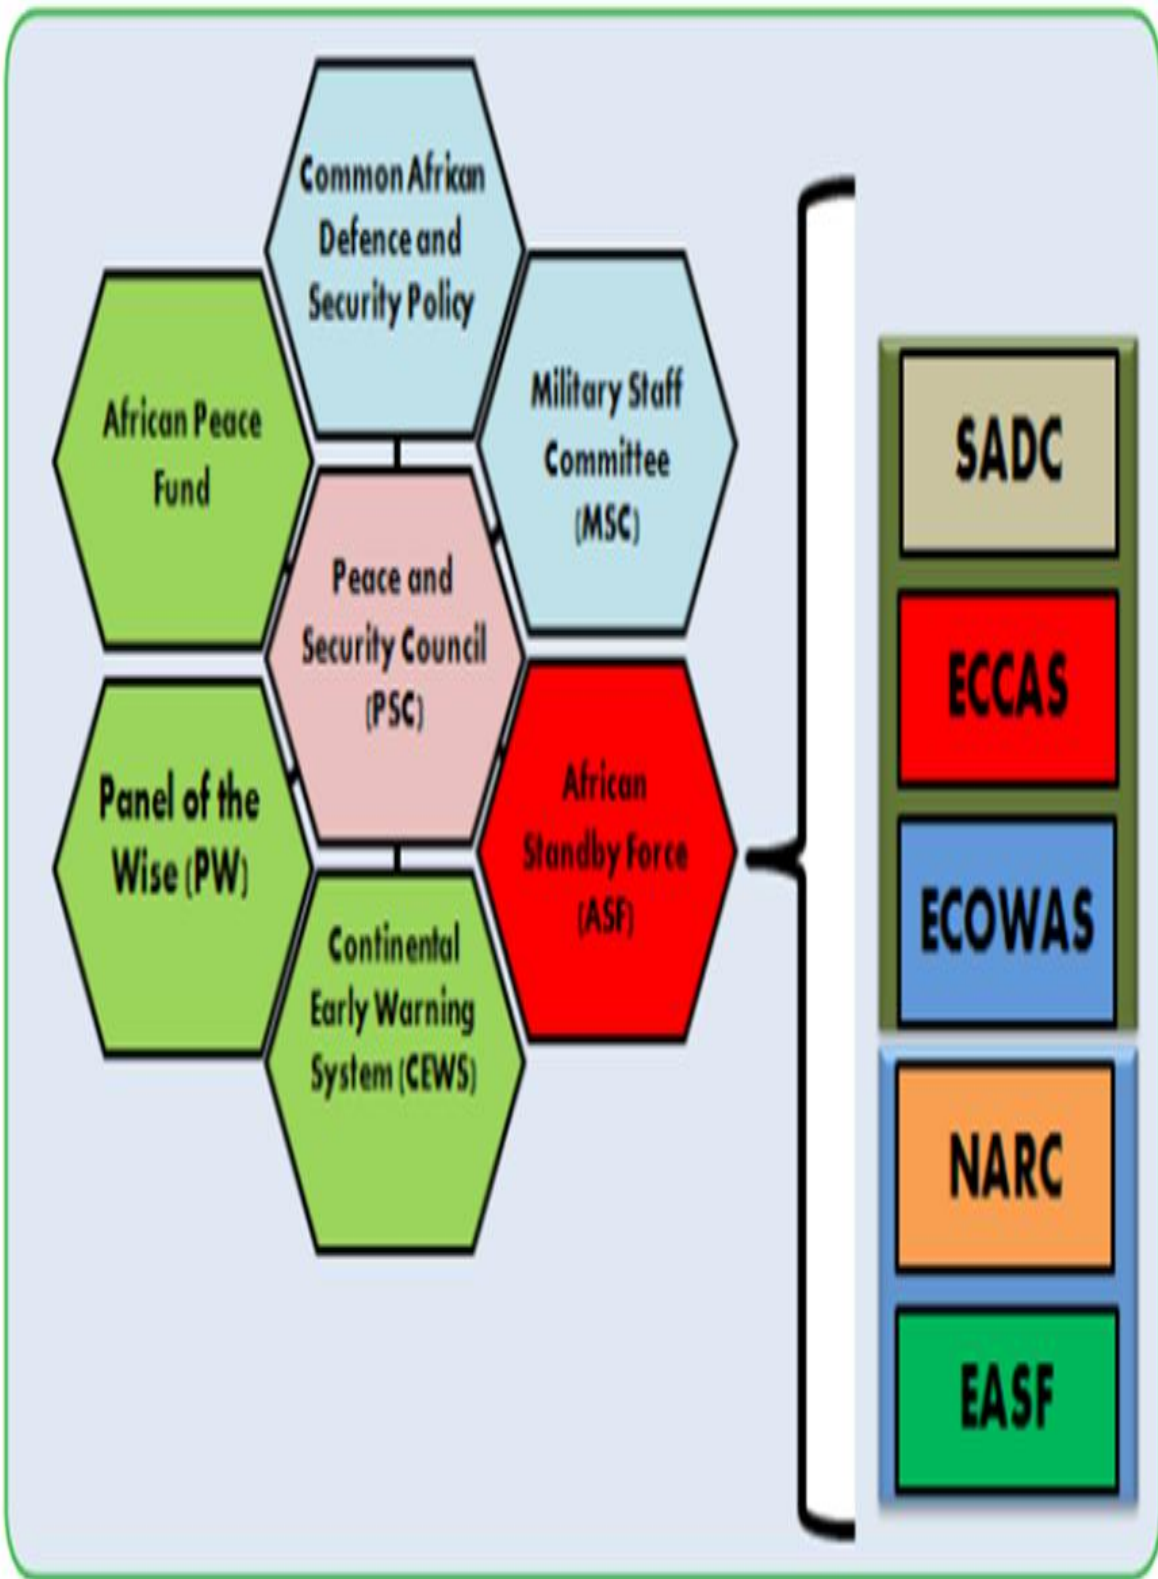 Common African
Defence and
Security Policy
African Peace
Fund
Military Staff
Committee
(MSC)
Peace and
Security Council
(PSC)
Panel of the
Wise (PW)
African
Standby Force
(ASF)
Continental
Early Warning
System (CEWS)
SADC
ECCAS
ECOWAS
NARC
EASF